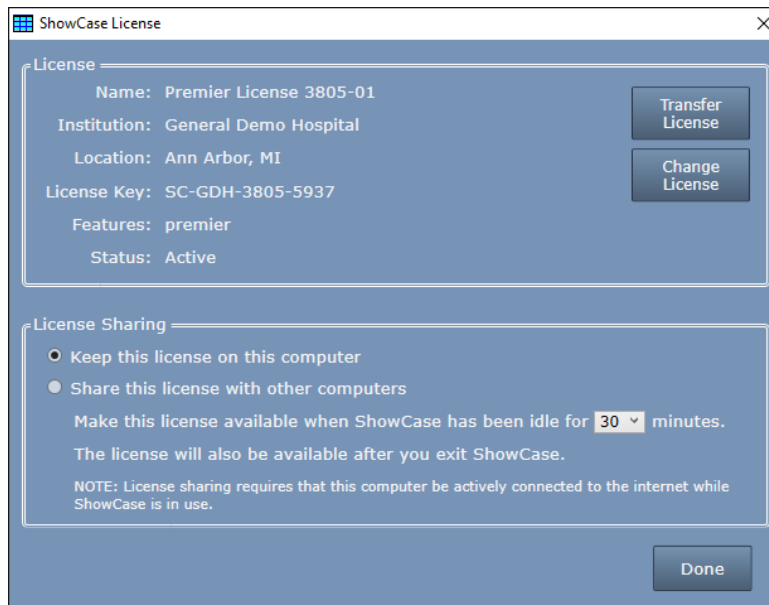 ShowCase License
License
Name: Premier License 3805-01
Institution: General Demo Hospital
Location: Ann Arbor, MI
License Key: SC-GDH-3805-5937
Features: premier
Status: Active
Transfer
License
Change
License
License Sharing
Keep this license on this computer
Share this license with other computers
Make this license available when ShowCase has been idle for 30 minutes.
The license will also be available after you exit ShowCase.
NOTE: License sharing requires that this computer be actively connected to the internet while
ShowCase is in use.
Done